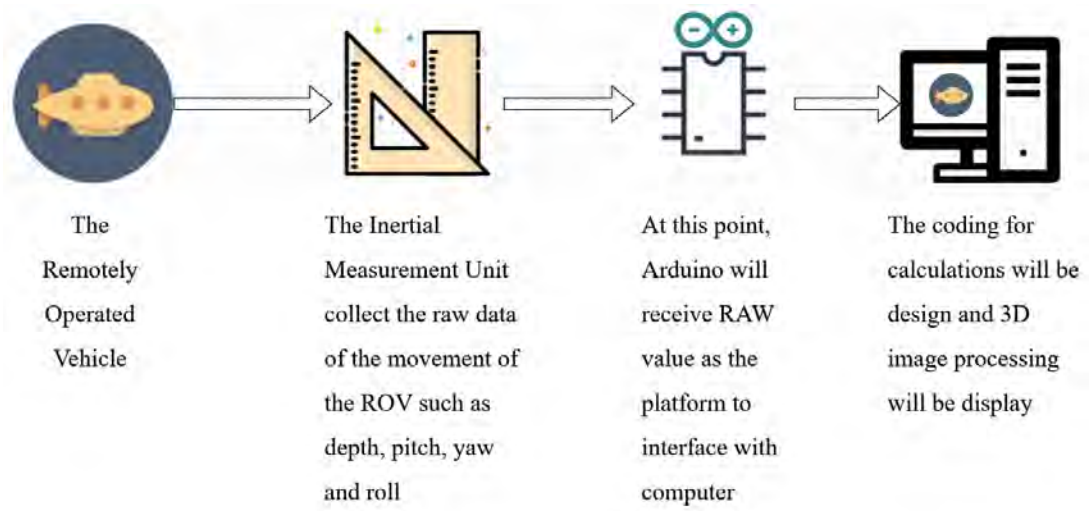 The
Remotely
Operated
Vehicle
The Inertial
Measurement Unit
collect the raw data
of the movement of
the ROV such as
depth, pitch, yaw
and roll
At this point,
Arduino will
receive RAW
value as the
platform to
interface with
computer
The coding for
calculations will be
design and 3D
image processing
will be display